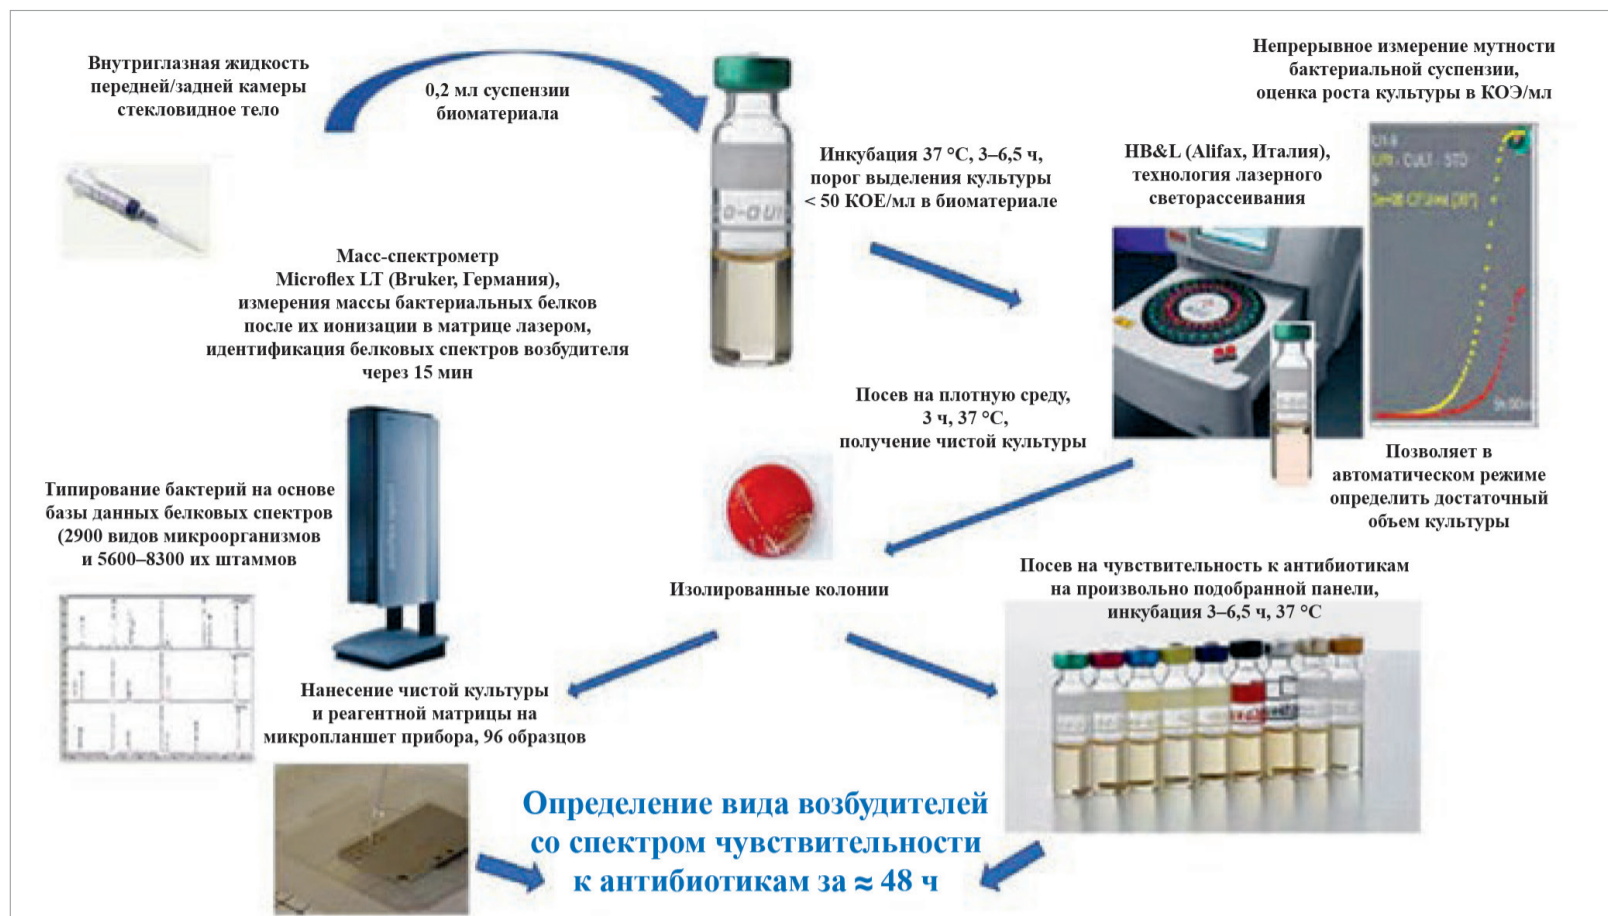 Внутриглазная жидкость
передней/задней камеры
стекловидное тело
0,2 мл суспензии
биоматериала
Инкубация 37 °C, 3–6,5 ч,
порог выделения культуры
< 50 КОЕ/мл в биоматериале
HB&L (Alifax, Италия),
технология лазерного
светорассеивания
Непрерывное измерение мутности
бактериальной суспензии,
оценка роста культуры в КОЭ/мл
Позволяет в
автоматическом режиме
определить достаточный
объем культуры
Посев на плотную среду,
3 ч, 37 °C,
получение чистой культуры
Изолированные колонии
Посев на чувствительность к антибиотикам
на произвольно подобранной панели,
инкубация 3–6,5 ч, 37 °C
Масс-спектрометр
Microflex LT (Bruker, Германия),
измерения массы бактериальных белков
после их ионизации в матрице лазером,
идентификация белковых спектров возбудителя
через 15 мин
Типирование бактерий на основе
базы данных белковых спектров
(2900 видов микроорганизмов
и 5600–8300 их штаммов
Нанесение чистой культуры
и реагентной матрицы на
микропланшет прибора, 96 образцов
Определение вида возбудителей
со спектром чувствительности
к антибиотикам за ≈ 48 ч